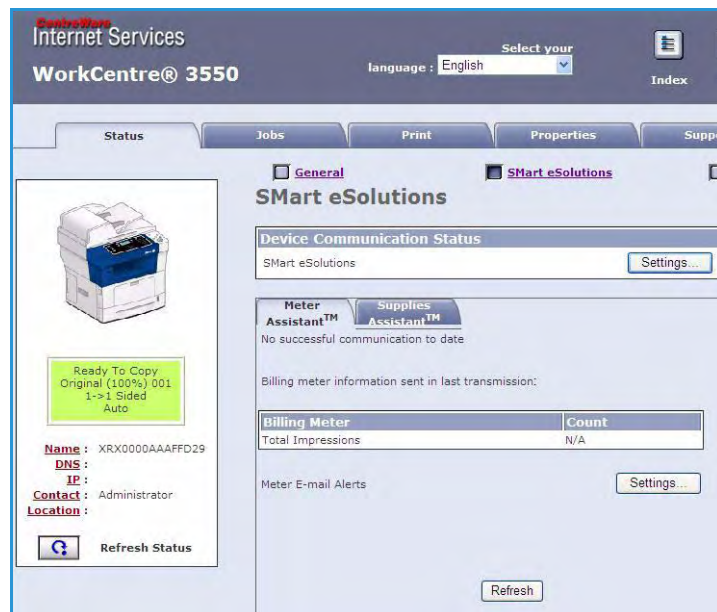 CentreWare
Internet Services
WorkCentre® 3550
Select your
language : English
Index
Status
Jobs
Print
Properties
Supp
General
SMart eSolutions
SMart eSolutions
Device Communication Status
SMart eSolutions
Settings...
Meter
Assistant™
Supplies
Assistant™
No successful communication to date
Billing meter information sent in last transmission:
Billing Meter Count
Total Impressions N/A
Meter E-mail Alerts
Settings...
Refresh
Ready To Copy
Original (100%) 001
1->1 Sided
Auto
Name : XRX0000AAAFFD29
DNS :
IP :
Contact : Administrator
Location :
Refresh Status